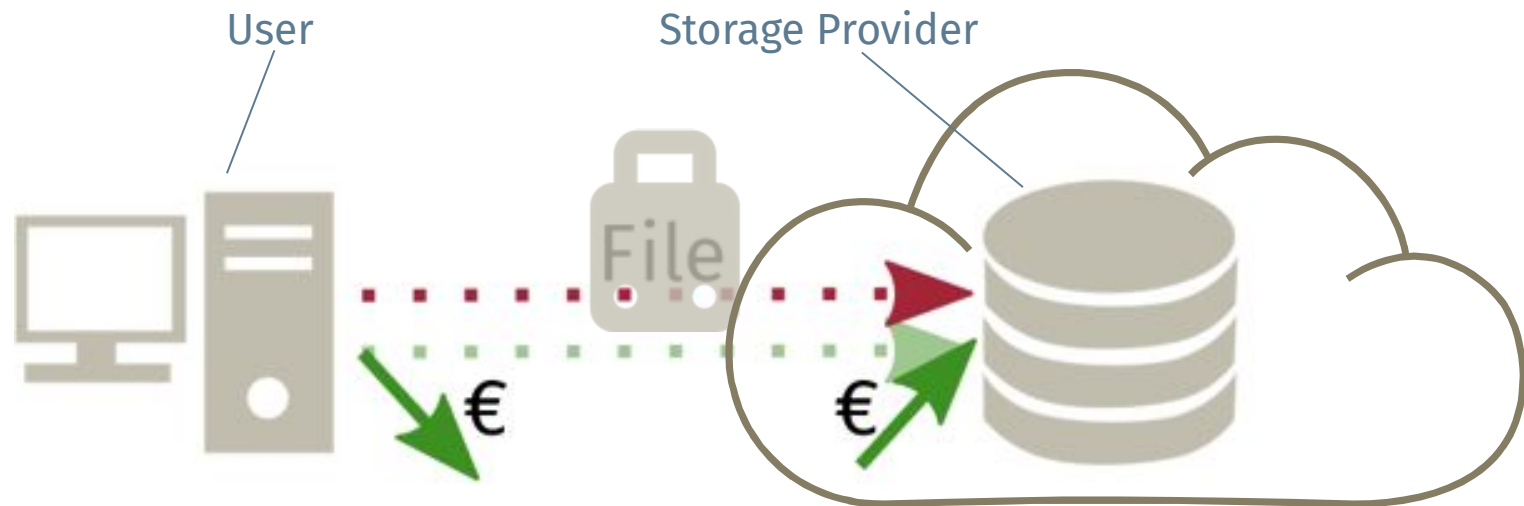 User
Storage Provider
File
€
€